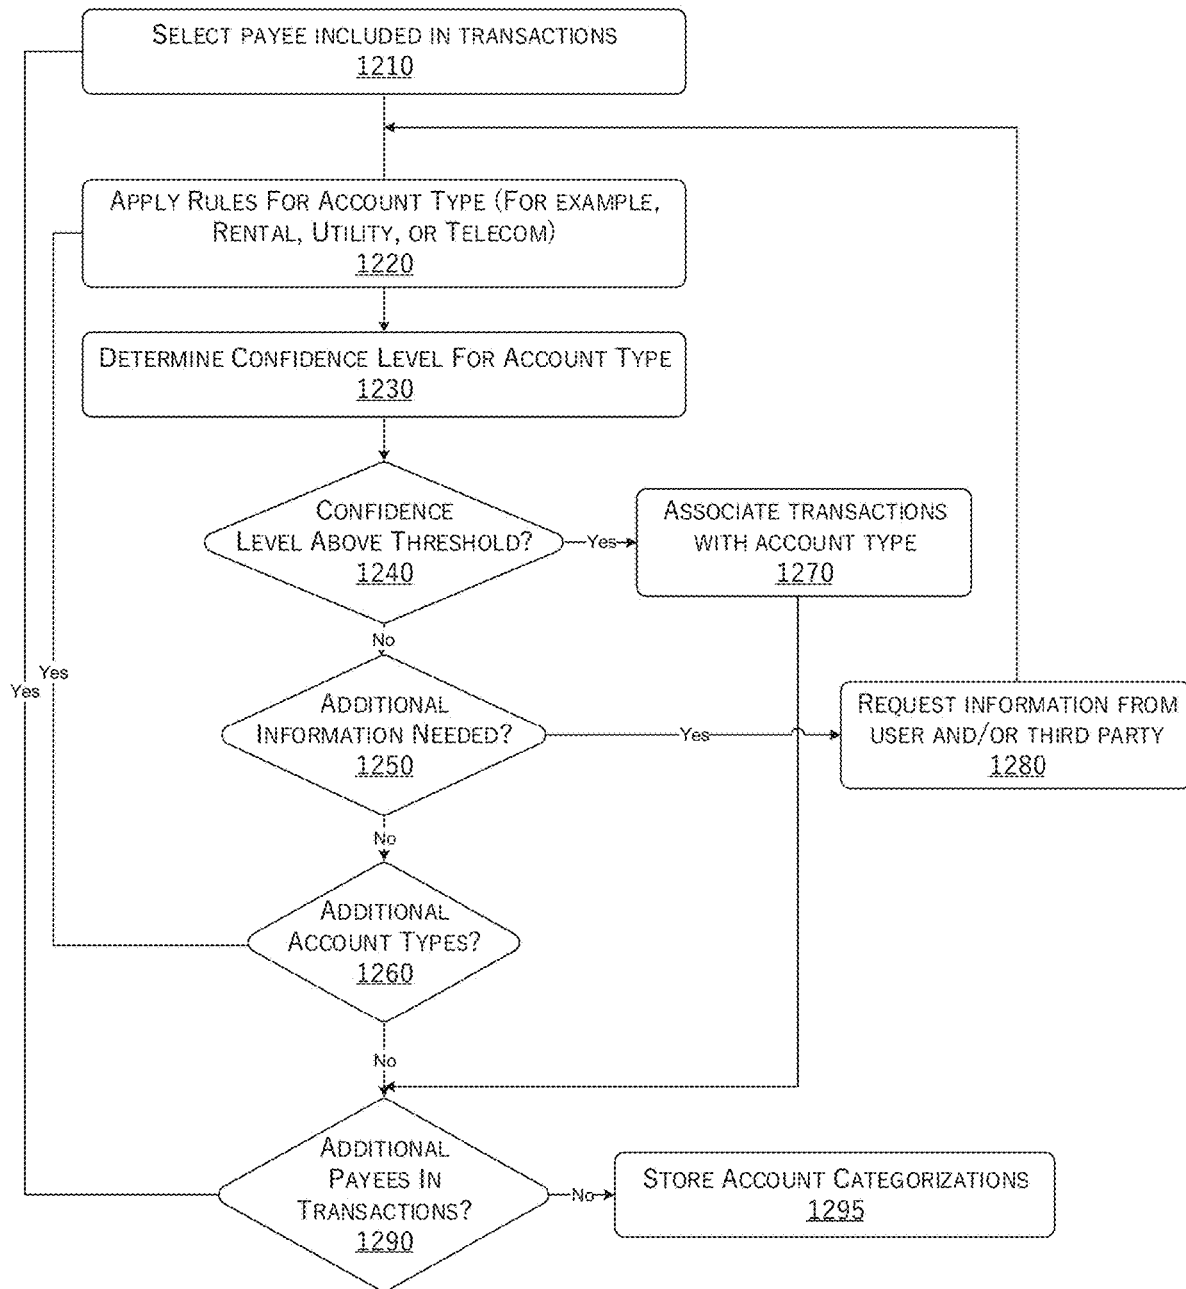 SELECT PAYEE INCLUDED IN TRANSACTIONS
1210
APPLY RULES FOR ACCOUNT TYPE (FOR EXAMPLE,
RENTAL, UTILITY, OR TELECOM)
1220
DETERMINE CONFIDENCE LEVEL FOR ACCOUNT TYPE
1230
CONFIDENCE
LEVEL ABOVE THRESHOLD?
1240
Yes
ASSOCIATE TRANSACTIONS
WITH ACCOUNT TYPE
1270
No
Yes
Yes
ADDITIONAL
INFORMATION NEEDED?
1250
Yes
REQUEST INFORMATION FROM
USER AND/OR THIRD PARTY
1280
No
ADDITIONAL
ACCOUNT TYPES?
1260
No
ADDITIONAL
PAYEES IN
TRANSACTIONS?
1290
No
STORE ACCOUNT CATEGORIZATIONS
1295